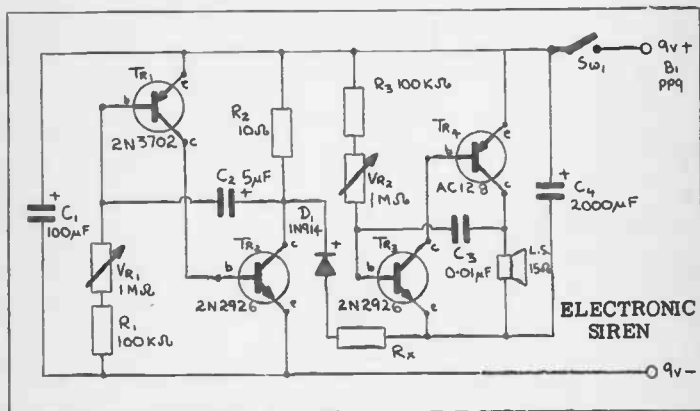 TR1
e
b
c
2N3702
R2
10Ω
R3 100KΩ
TR4
e
b
c
AC128
SW1
9v+
B1
PP9
C1
100µF
+
C2 5µF
+
D1
1N914
+
VR2
1MΩ
C3
0·01µF
C4
2000µF
+
L.S.
15Ω
VR1
1MΩ
R1
100KΩ
TR2
b
c
e
2N2926
TR3
b
c
e
2N2926
Rx
ELECTRONIC
SIREN
9v-